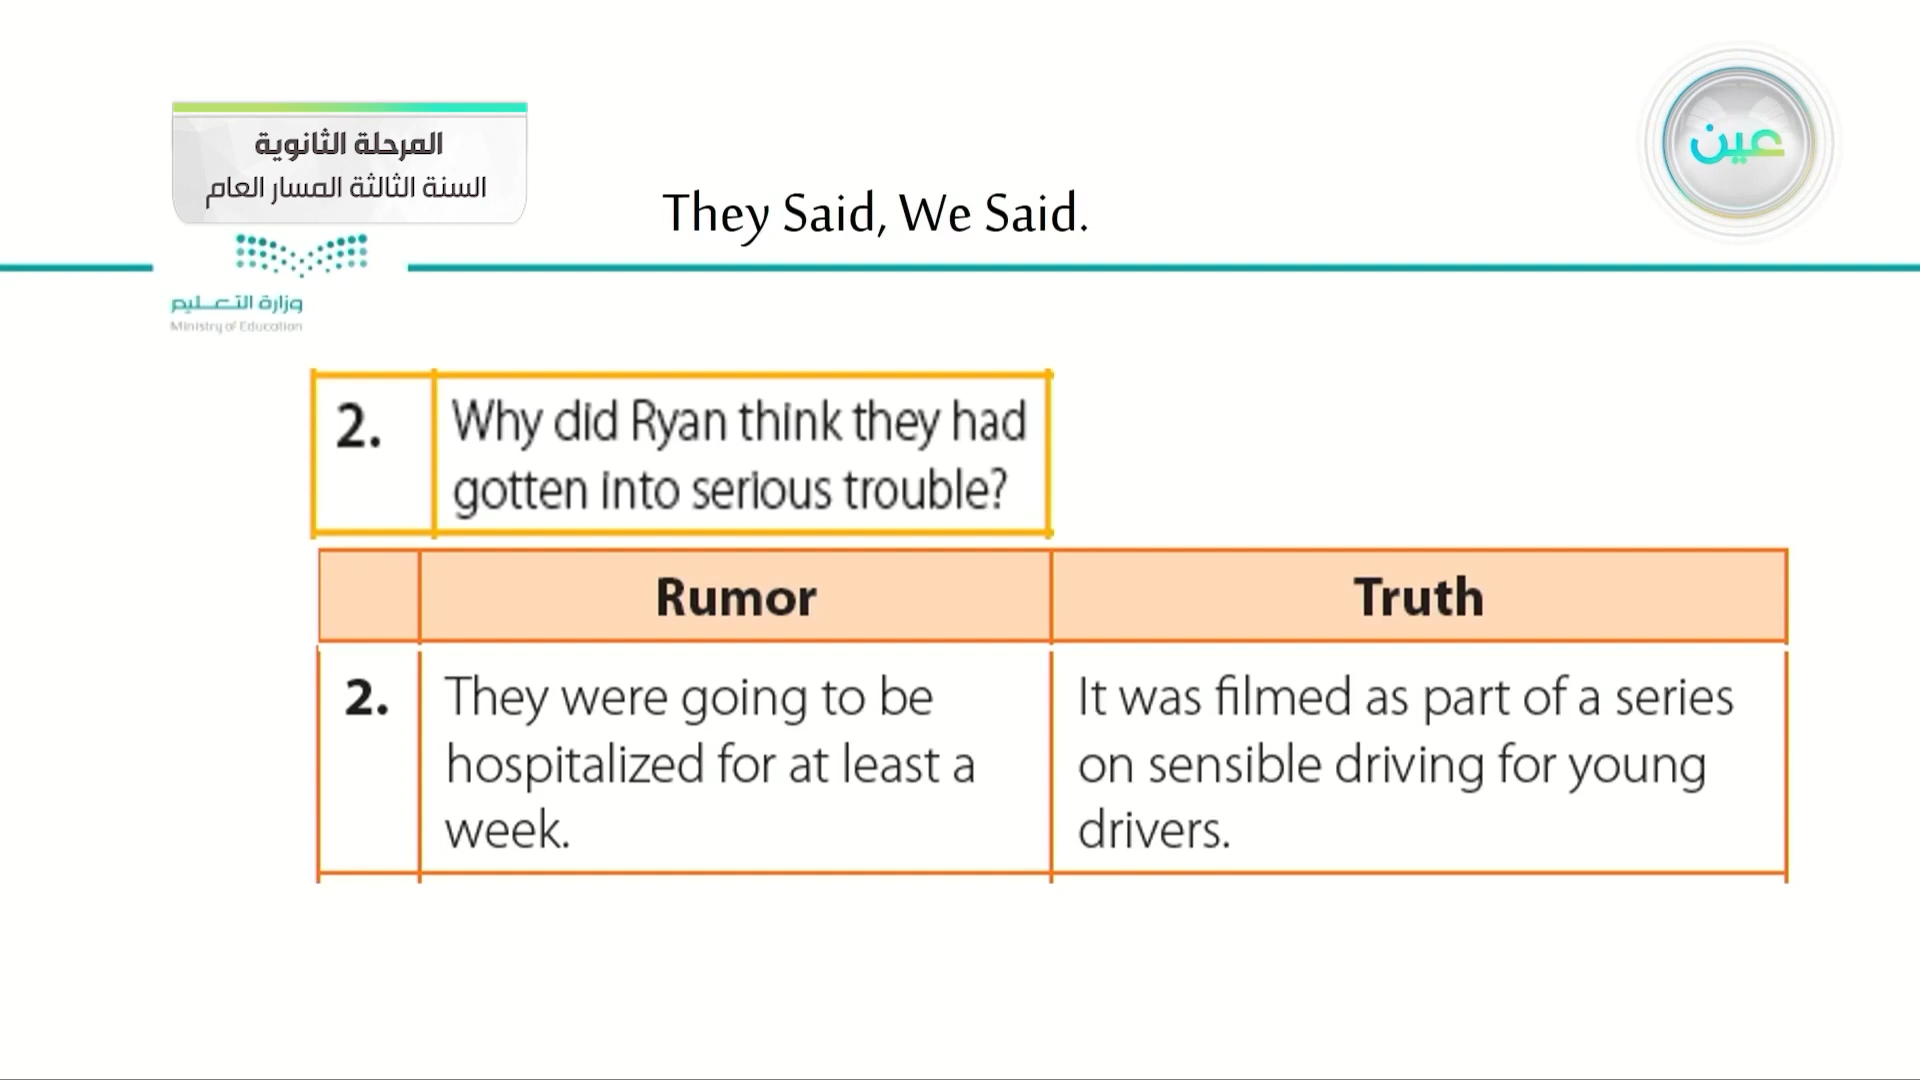 المرحلة الثانوية
السنة الثالثة المسار العام
عين
They Said, We Said.
وزارة التعليم
Ministry of Education
2. Why did Ryan think they had
gotten into serious trouble?
Rumor Truth
2. They were going to be It was filmed as part of a series
hospitalized for at least a on sensible driving for young
week. drivers.